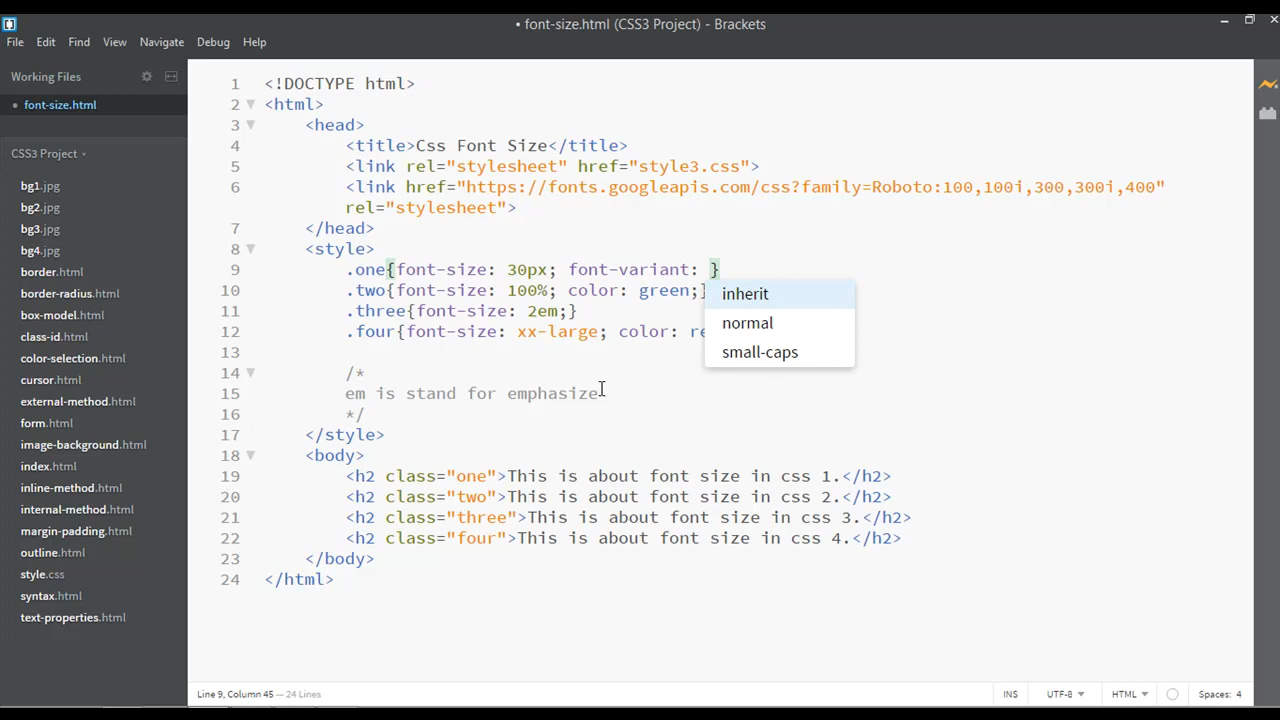 • font-size.html (CSS3 Project) - Brackets
File Edit Find View Navigate Debug Help
Working Files
• font-size.html
CSS3 Project
bg1.jpg
bg2.jpg
bg3.jpg
bg4.jpg
border.html
border-radius.html
box-model.html
class-id.html
color-selection.html
cursor.html
external-method.html
form.html
image-background.html
index.html
inline-method.html
internal-method.html
margin-padding.html
outline.html
style.css
syntax.html
text-properties.html
1 <!DOCTYPE html>
2 <html>
3 <head>
4 <title>Css Font Size</title>
5 <link rel="stylesheet" href="style3.css">
6 <link href="https://fonts.googleapis.com/css?family=Roboto:100,100i,300,300i,400"
rel="stylesheet">
7 </head>
8 <style>
9 .one{font-size: 30px; font-variant: }
10 .two{font-size: 100%; color: green;}
11 .three{font-size: 2em;}
12 .four{font-size: xx-large; color: re
13
14 /*
15 em is stand for emphasize
16 */
17 </style>
18 <body>
19 <h2 class="one">This is about font size in css 1.</h2>
20 <h2 class="two">This is about font size in css 2.</h2>
21 <h2 class="three">This is about font size in css 3.</h2>
22 <h2 class="four">This is about font size in css 4.</h2>
23 </body>
24 </html>
inherit
normal
small-caps
Line 9, Column 45 — 24 Lines
INS UTF-8 HTML Spaces: 4